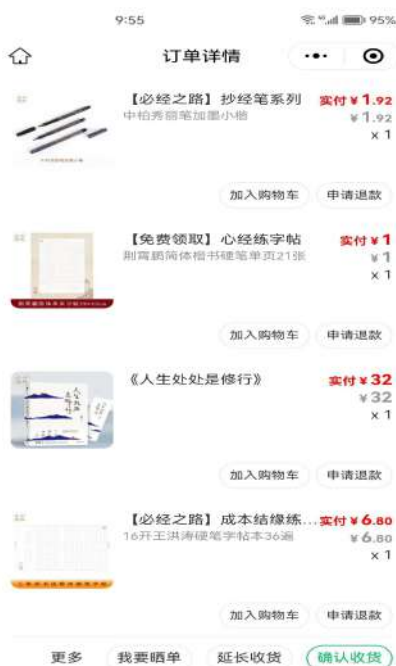 9:55
95%
订单详情
【必经之路】抄经笔系列 实付¥1.92
中柏秀丽笔加墨小楷 ¥1.92
x 1
加入购物车 申请退款
【免费领取】心经练字帖 实付¥1
荆霄鹏简体楷书硬笔单页21张 ¥1
x 1
加入购物车 申请退款
《人生处处是修行》 实付¥32
¥32
x 1
加入购物车 申请退款
【必经之路】成本结缘练... 实付¥6.80
16开王洪涛硬笔字帖本36遍 ¥6.80
x 1
加入购物车 申请退款
更多 我要晒单 延长收货 确认收货